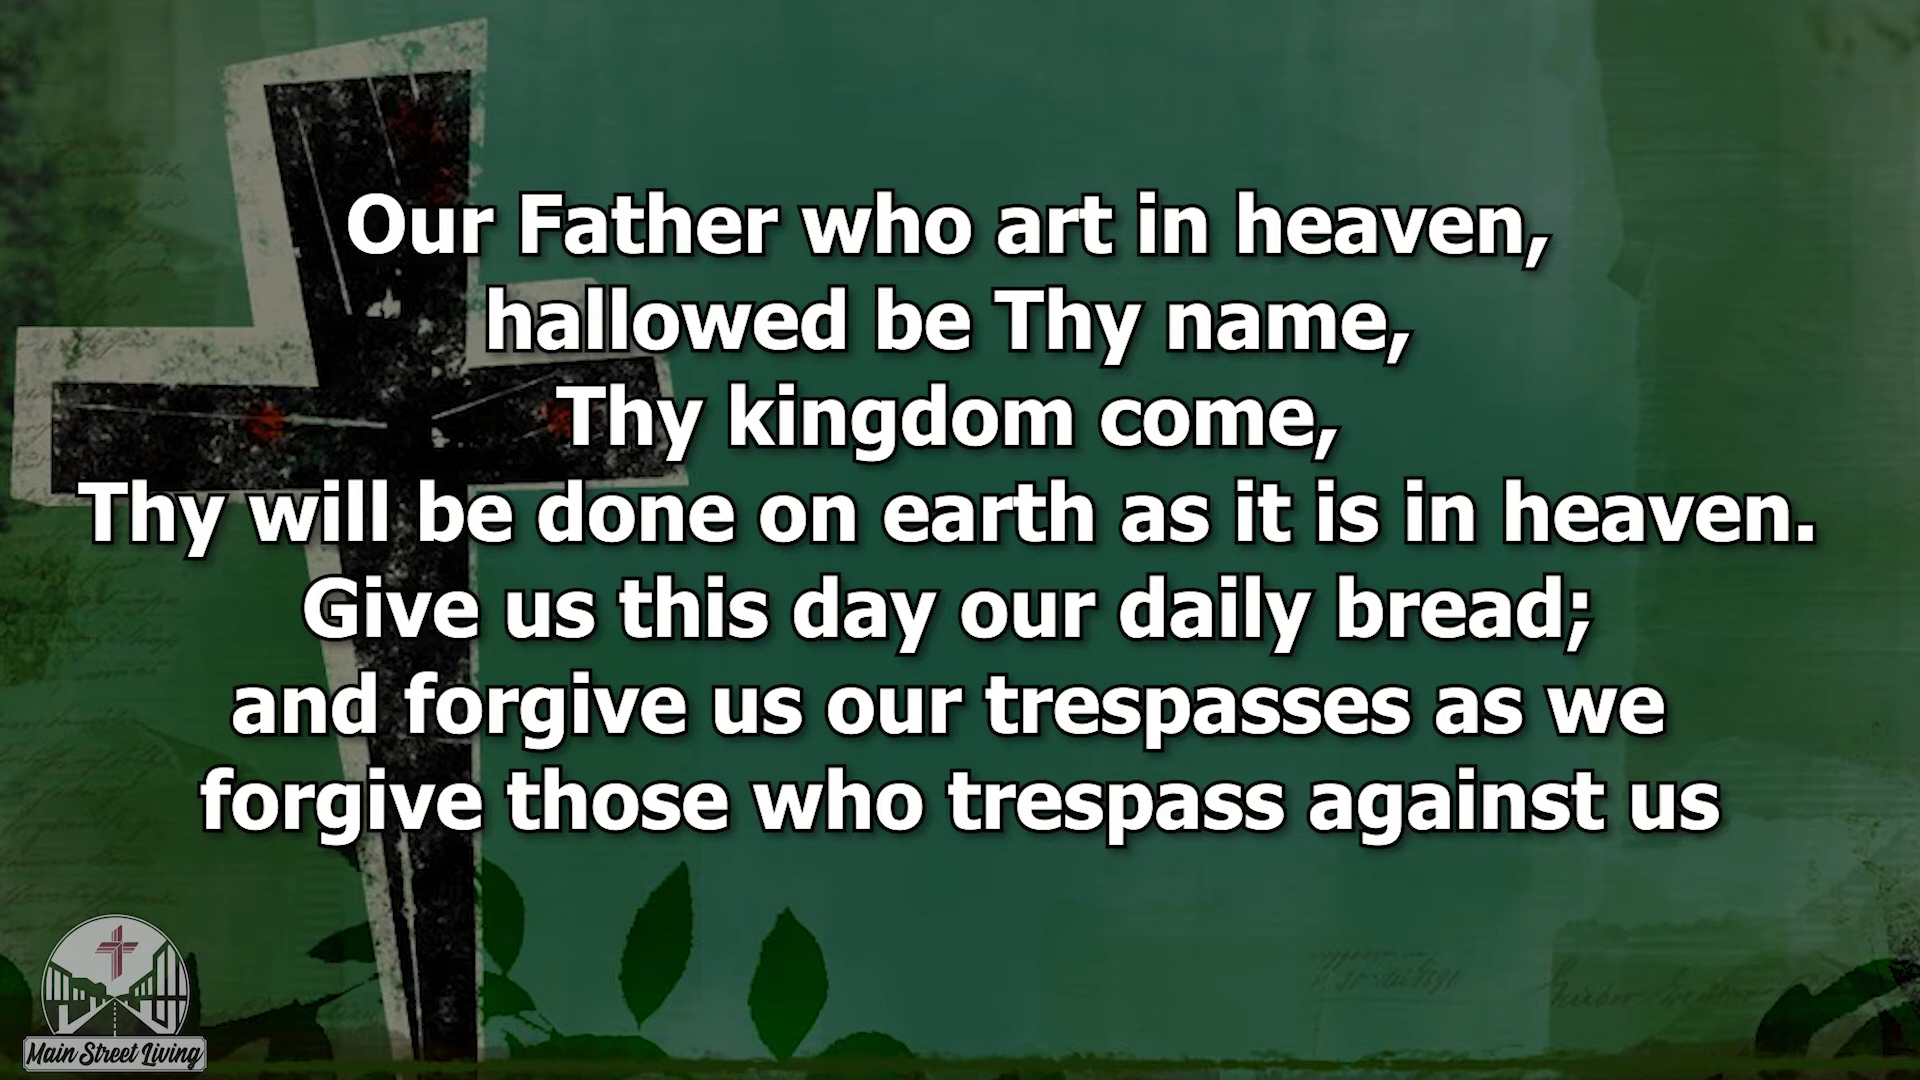 Our Father who art in heaven,
hallowed be Thy name,
Thy kingdom come,
Thy will be done on earth as it is in heaven.
Give us this day our daily bread;
and forgive us our trespasses as we
forgive those who trespass against us
Main Street Living